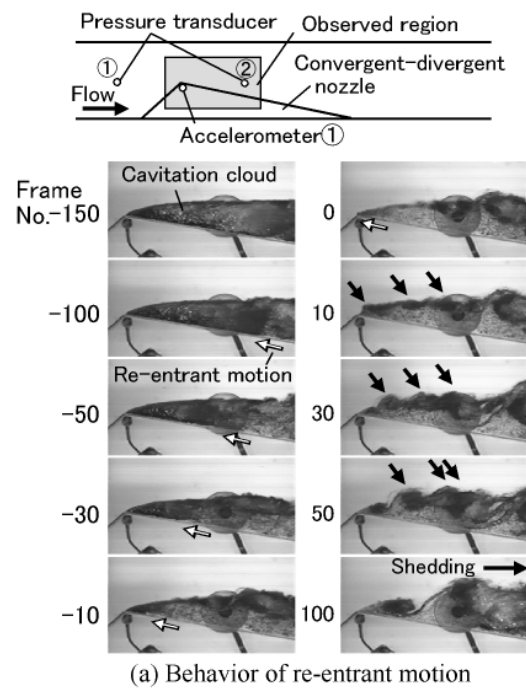 Pressure transducer
Observed region
① ②
Convergent-divergent
nozzle
Flow
Accelerometer①
Frame
No.-150
Cavitation cloud
0
-100
10
Re-entrant motion
-50
30
-30
50
-10
Shedding
100
(a) Behavior of re-entrant motion